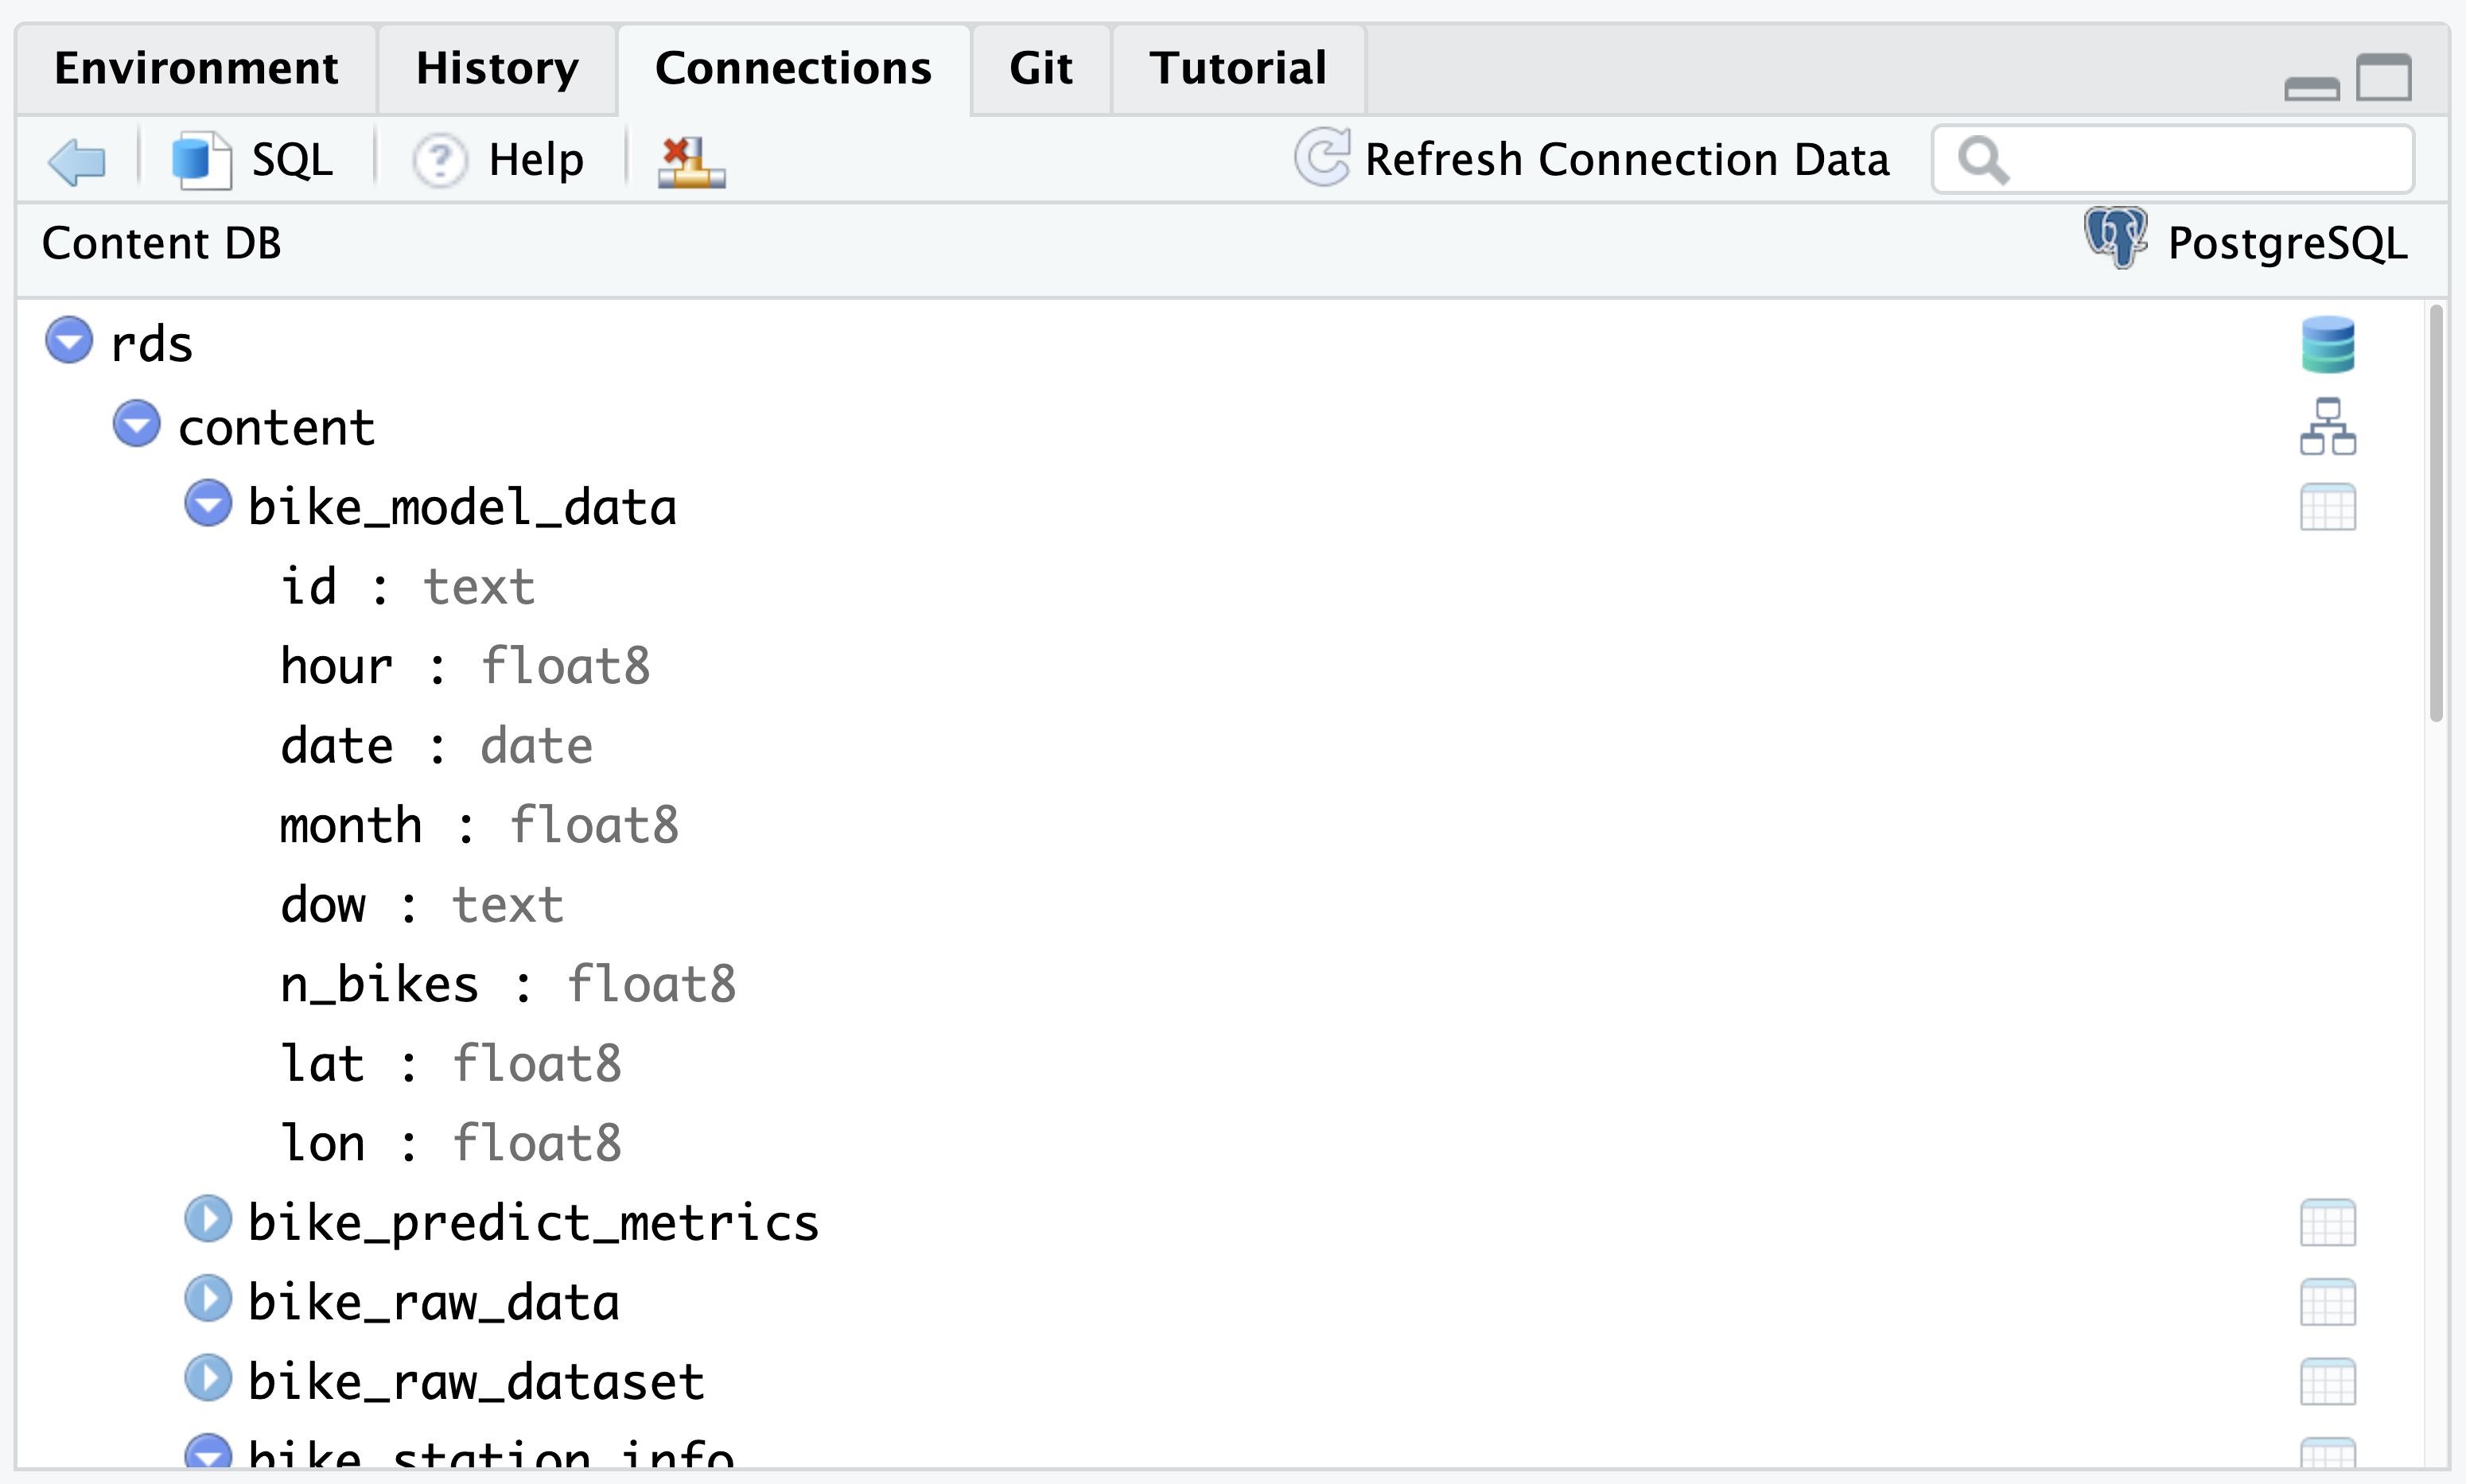 Environment History Connections Git Tutorial
SQL Help Refresh Connection Data
Content DB PostgreSQL
rds
content
bike_model_data
id : text
hour : float8
date : date
month : float8
dow : text
n_bikes : float8
lat : float8
lon : float8
bike_predict_metrics
bike_raw_data
bike_raw_dataset
bike_station_info